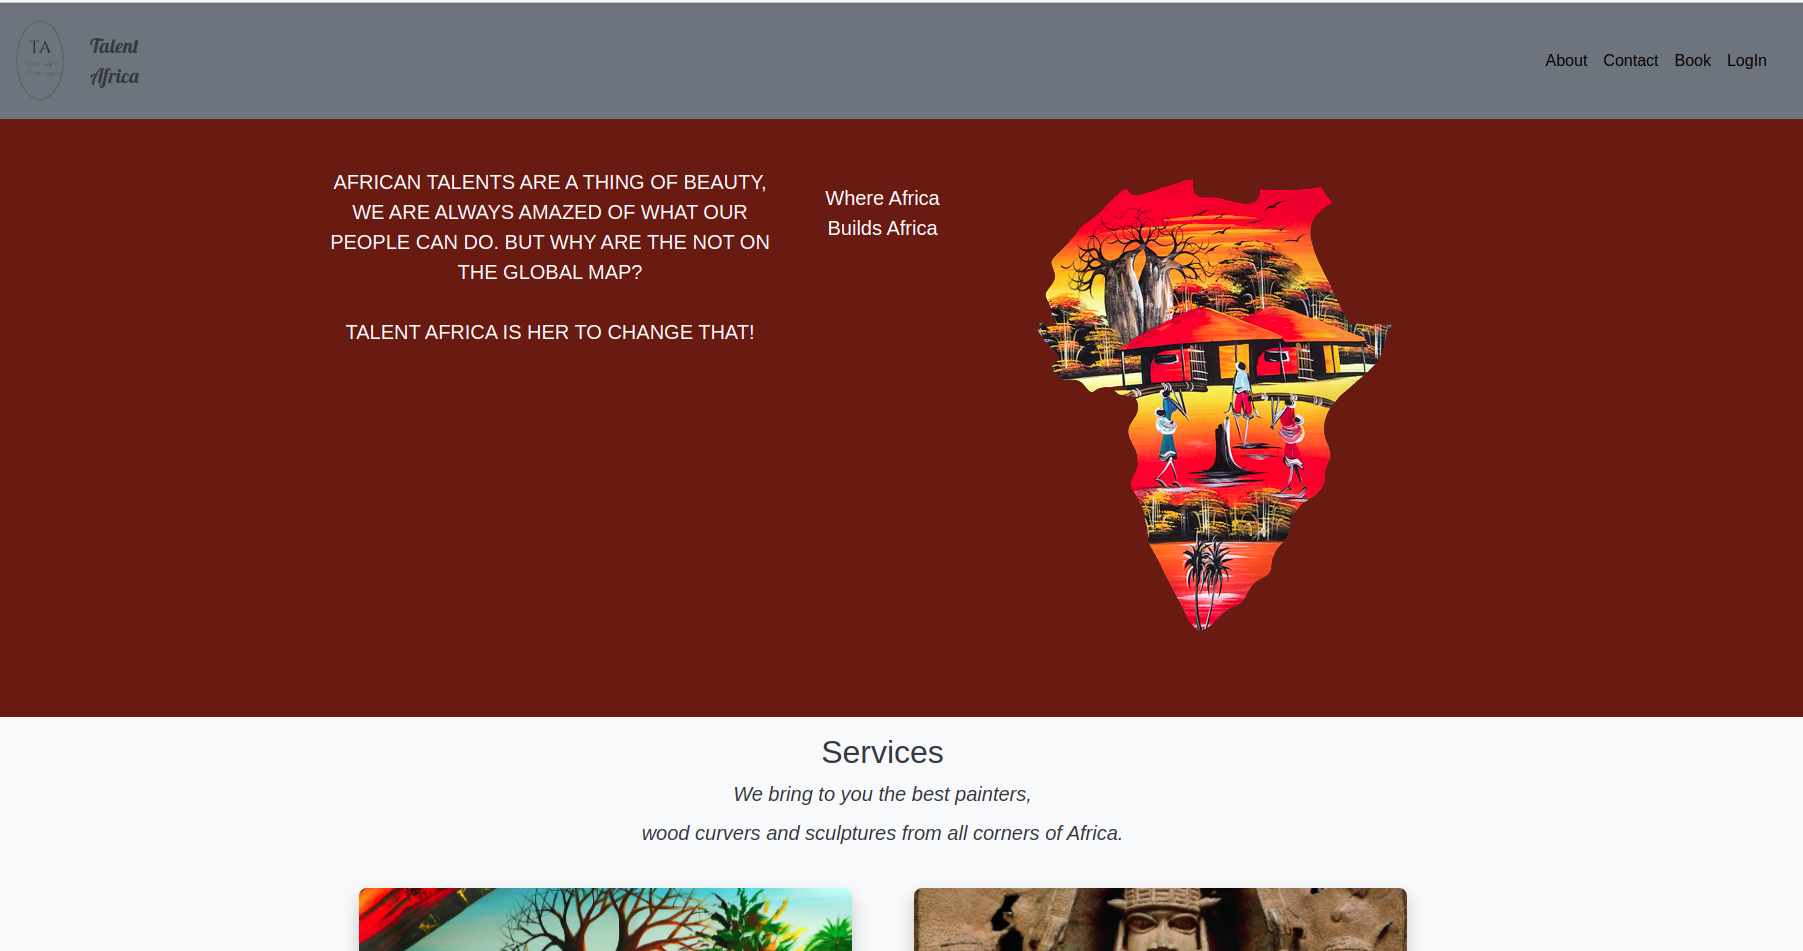 TA
Talent
Africa
About Contact Book LogIn
AFRICAN TALENTS ARE A THING OF BEAUTY,
WE ARE ALWAYS AMAZED OF WHAT OUR
PEOPLE CAN DO. BUT WHY ARE THE NOT ON
THE GLOBAL MAP?
TALENT AFRICA IS HER TO CHANGE THAT!
Where Africa
Builds Africa
Services
We bring to you the best painters,
wood curvers and sculptures from all corners of Africa.